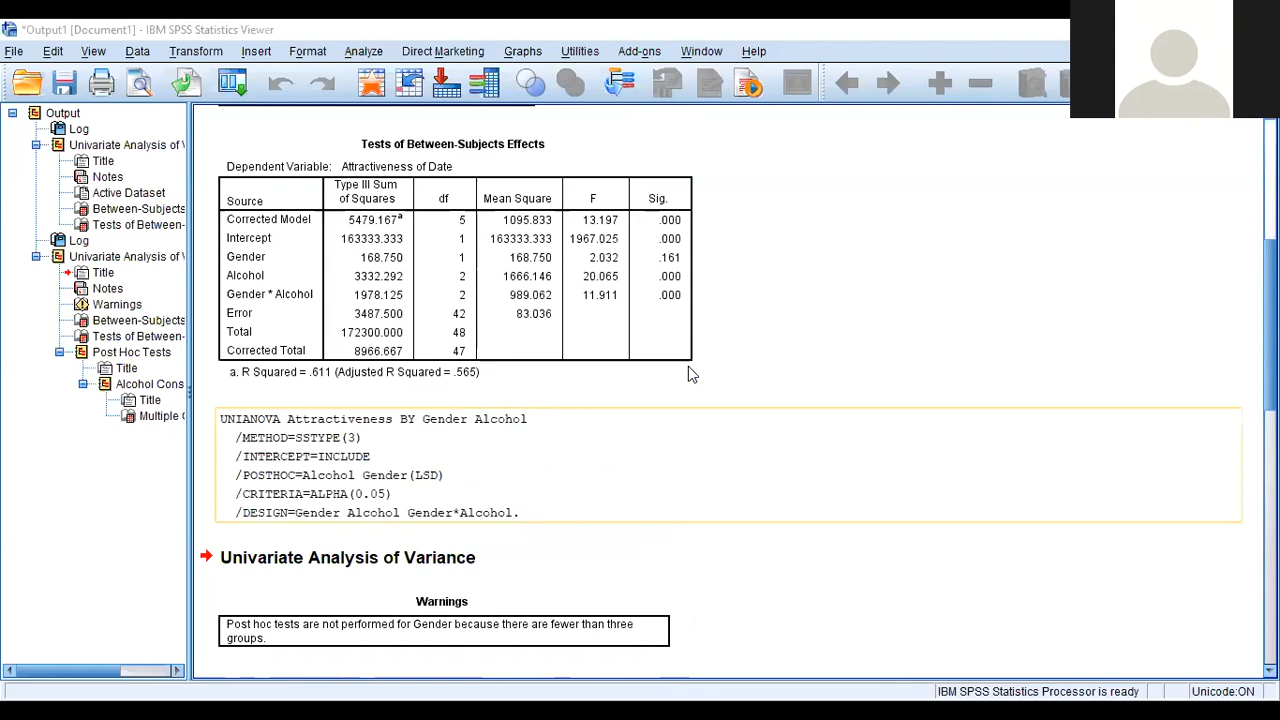 *Output1 [Document1] - IBM SPSS Statistics Viewer
File Edit View Data Transform Insert Format Analyze Direct Marketing Graphs Utilities Add-ons Window Help
Output
Log
Univariate Analysis of V
Title
Notes
Active Dataset
Between-Subjects
Tests of Between-
Log
Univariate Analysis of V
Title
Notes
Warnings
Between-Subjects
Tests of Between-
Post Hoc Tests
Title
Alcohol Cons
Title
Multiple C
Tests of Between-Subjects Effects
Dependent Variable: Attractiveness of Date
Source Type III Sum of Squares df Mean Square F Sig.
Corrected Model 5479.167a 5 1095.833 13.197 .000
Intercept 163333.333 1 163333.333 1967.025 .000
Gender 168.750 1 168.750 2.032 .161
Alcohol 3332.292 2 1666.146 20.065 .000
Gender * Alcohol 1978.125 2 989.062 11.911 .000
Error 3487.500 42 83.036
Total 172300.000 48
Corrected Total 8966.667 47
a. R Squared = .611 (Adjusted R Squared = .565)
UNIANOVA Attractiveness BY Gender Alcohol
/METHOD=SSTYPE(3)
/INTERCEPT=INCLUDE
/POSTHOC=Alcohol Gender(LSD)
/CRITERIA=ALPHA(0.05)
/DESIGN=Gender Alcohol Gender*Alcohol.
Univariate Analysis of Variance
Warnings
Post hoc tests are not performed for Gender because there are fewer than three
groups.
IBM SPSS Statistics Processor is ready Unicode:ON